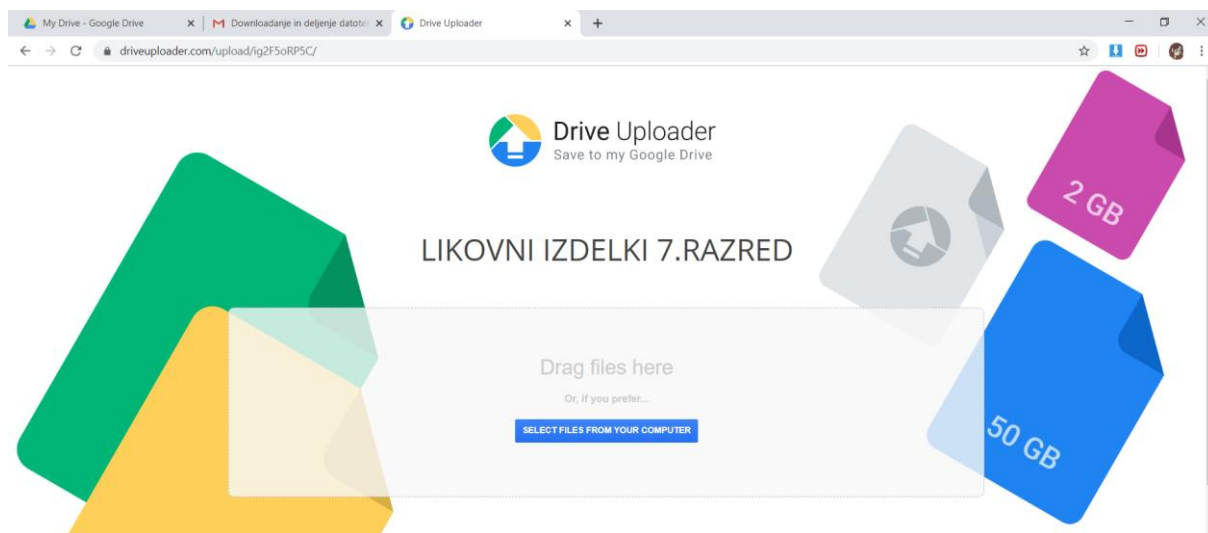 My Drive - Google Drive
Downloadanje in deljenje datotel
Drive Uploader
driveuploader.com/upload/ig2F5oRP5C/
Drive Uploader
Save to my Google Drive
2 GB
LIKOVNI IZDELKI 7.RAZRED
Drag files here
Or, if you prefer...
SELECT FILES FROM YOUR COMPUTER
50 GB